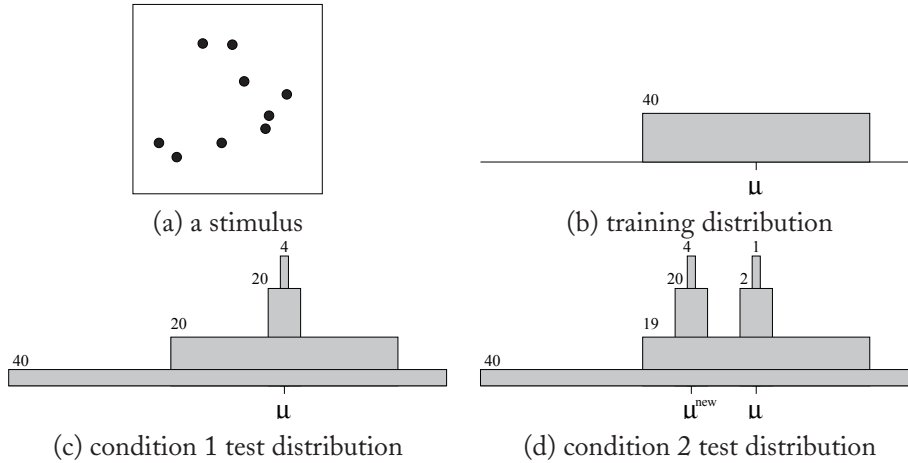 40
μ
(a) a stimulus
(b) training distribution
4
20
20
40
μ
(c) condition 1 test distribution
4 1
20 2
19
40
μnew μ
(d) condition 2 test distribution